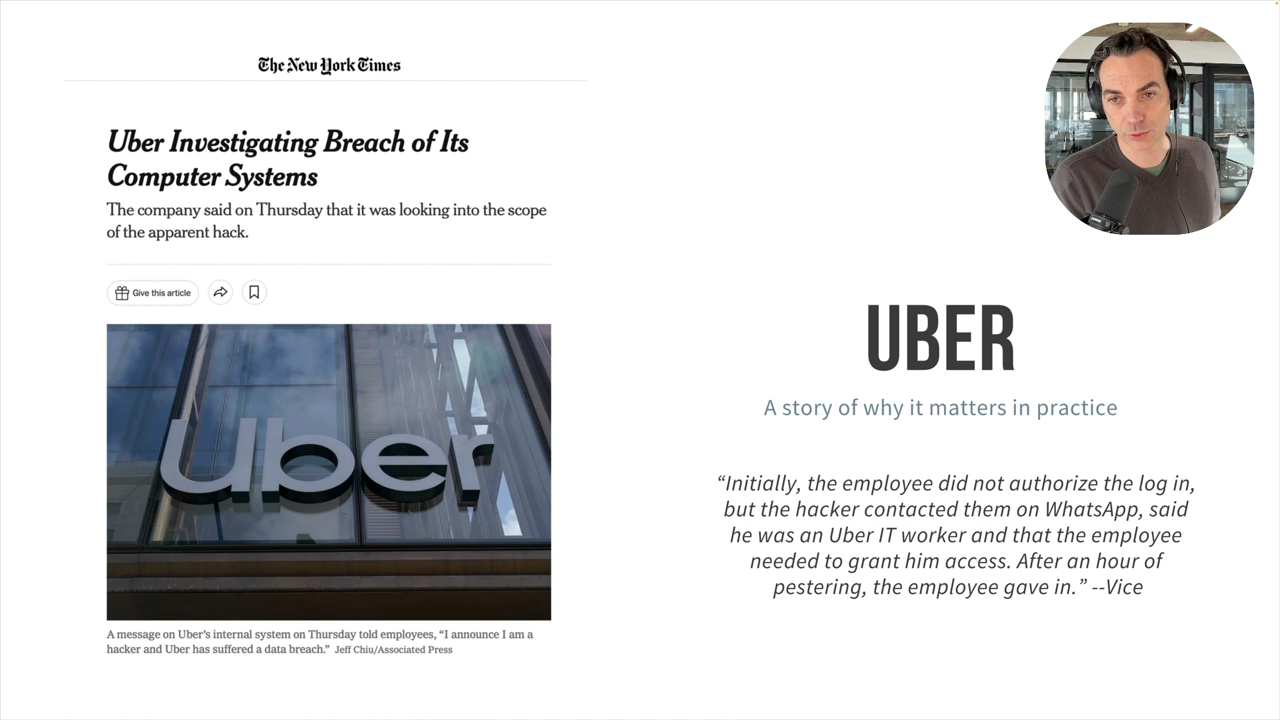 The New York Times
Uber Investigating Breach of Its
Computer Systems
The company said on Thursday that it was looking into the scope
of the apparent hack.
Give this article
Uber
A message on Uber's internal system on Thursday told employees, “I announce I am a
hacker and Uber has suffered a data breach.” Jeff Chiu/Associated Press
UBER
A story of why it matters in practice
“Initially, the employee did not authorize the log in,
but the hacker contacted them on WhatsApp, said
he was an Uber IT worker and that the employee
needed to grant him access. After an hour of
pestering, the employee gave in.” --Vice